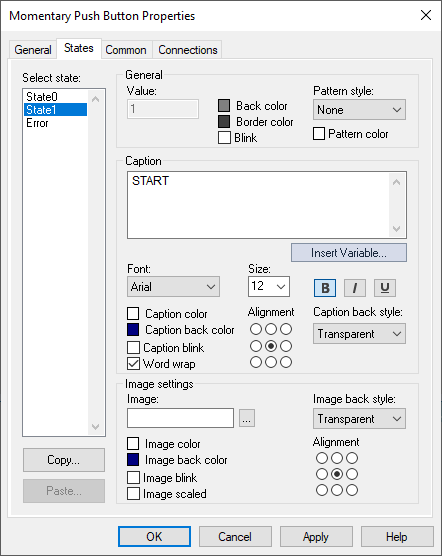 Momentary Push Button Properties
General States Common Connections
Select state:
State0
State1
Error
Copy...
Paste...
General
Value:
1
Back color
Border color
Blink
Pattern style:
None
Pattern color
Caption
START
Insert Variable...
Font:
Arial
Size:
12
B I U
Caption color
Caption back color
Caption blink
Word wrap
Alignment
Caption back style:
Transparent
Image settings
Image:
...
Image back style:
Transparent
Image color
Image back color
Image blink
Image scaled
Alignment
OK Cancel Apply Help